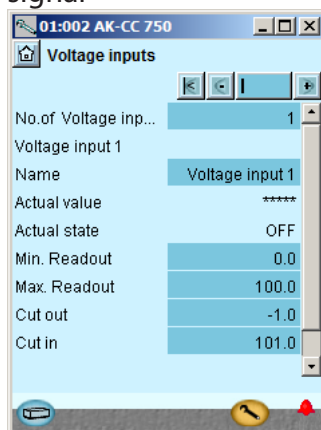 signal
01:002 AK-CC 750
Voltage inputs
No.of Voltage inp... 1
Voltage input 1
Name Voltage input 1
Actual value *****
Actual state OFF
Min. Readout 0.0
Max. Readout 100.0
Cut out -1.0
Cut in 101.0